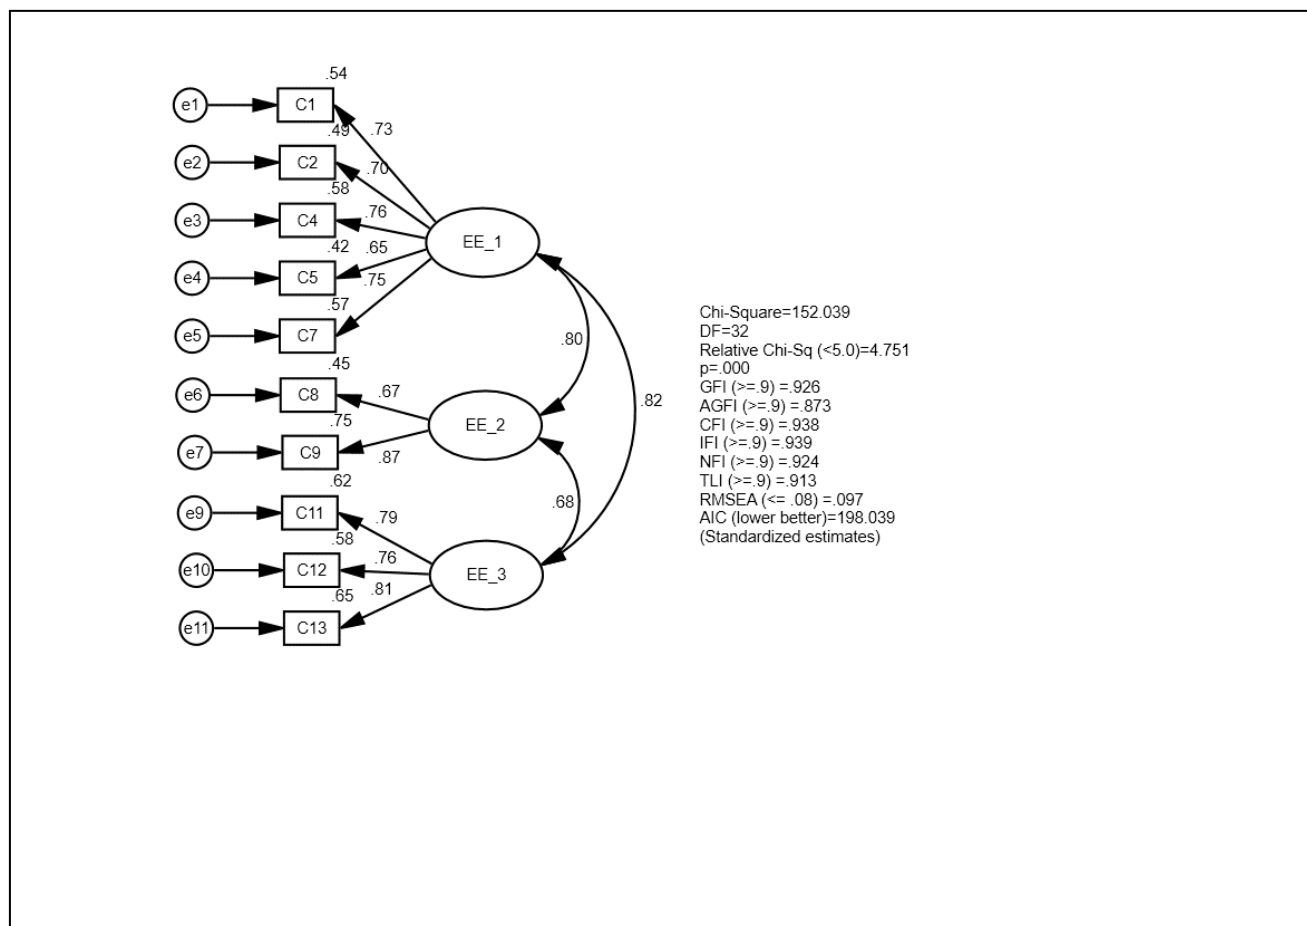 .54
e1
C1
.49
.73
e2
C2
.70
.58
e3
C4
.76
EE_1
.42
.65
e4
C5
.75
.57
e5
C7
.80
.45
e6
C8
.67
.82
.75
EE_2
e7
C9
.87
.62
.68
e9
C11
.79
.58
e10
C12
.76
EE_3
.65
.81
e11
C13
Chi-Square=152.039
DF=32
Relative Chi-Sq (<5.0)=4.751
p=.000
GFI (>=.9) =.926
AGFI (>=.9) =.873
CFI (>=.9) =.938
IFI (>=.9) =.939
NFI (>=.9) =.924
TLI (>=.9) =.913
RMSEA (<= .08) =.097
AIC (lower better)=198.039
(Standardized estimates)